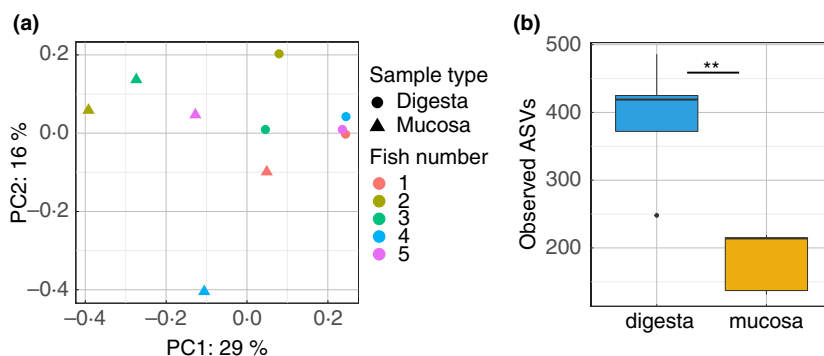 (a)
0·2
0·0
−0·2
−0·4
PC2: 16 %
−0·4
−0·2
0·0
0·2
PC1: 29 %
Sample type
Digesta
Mucosa
Fish number
1
2
3
4
5
(b)
500
400
300
200
Observed ASVs
**
digesta
mucosa